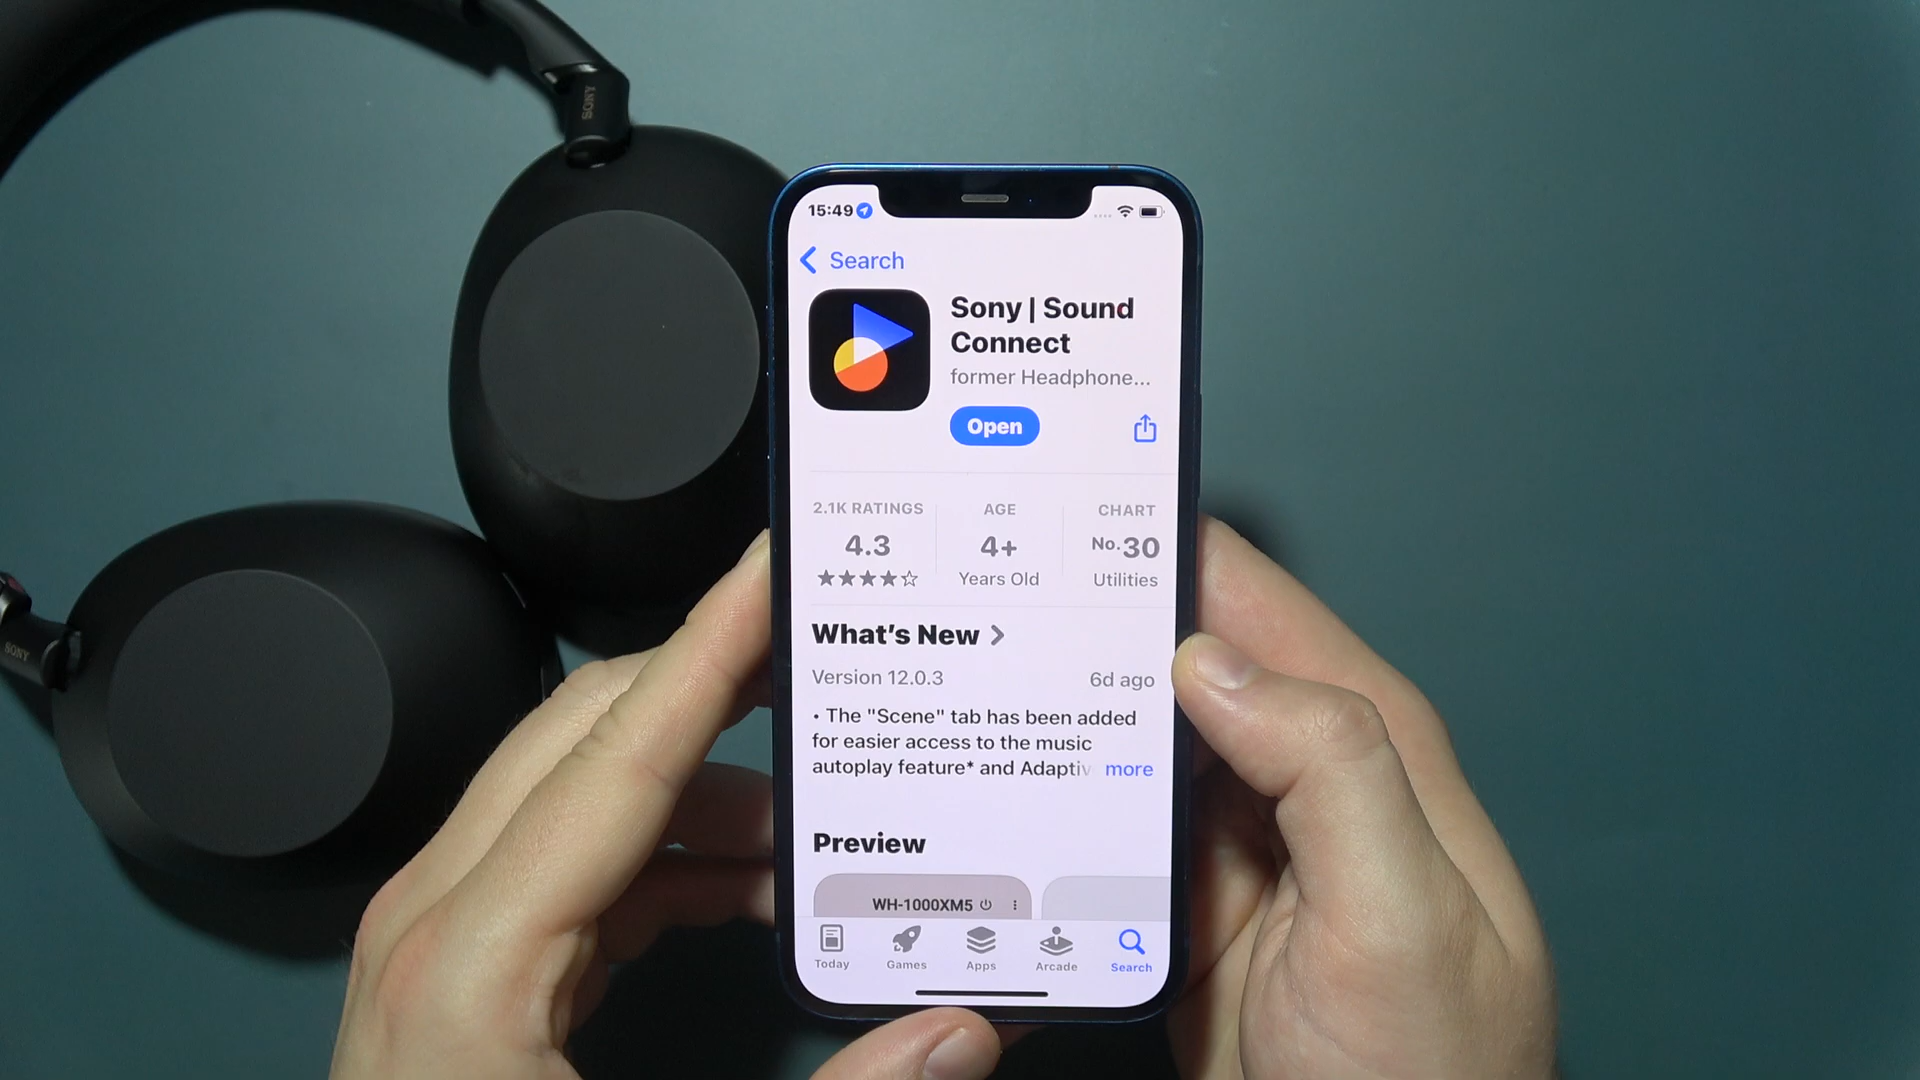 SONY
SONY
15:49
Search
Sony | Sound
Connect
former Headphone...
Open
2.1K RATINGS
4.3
AGE
4+
Years Old
CHART
No.30
Utilities
What's New
Version 12.0.3
6d ago
• The "Scene" tab has been added
for easier access to the music
autoplay feature* and Adaptiv more
Preview
WH-1000XM5
Today
Games
Apps
Arcade
Search